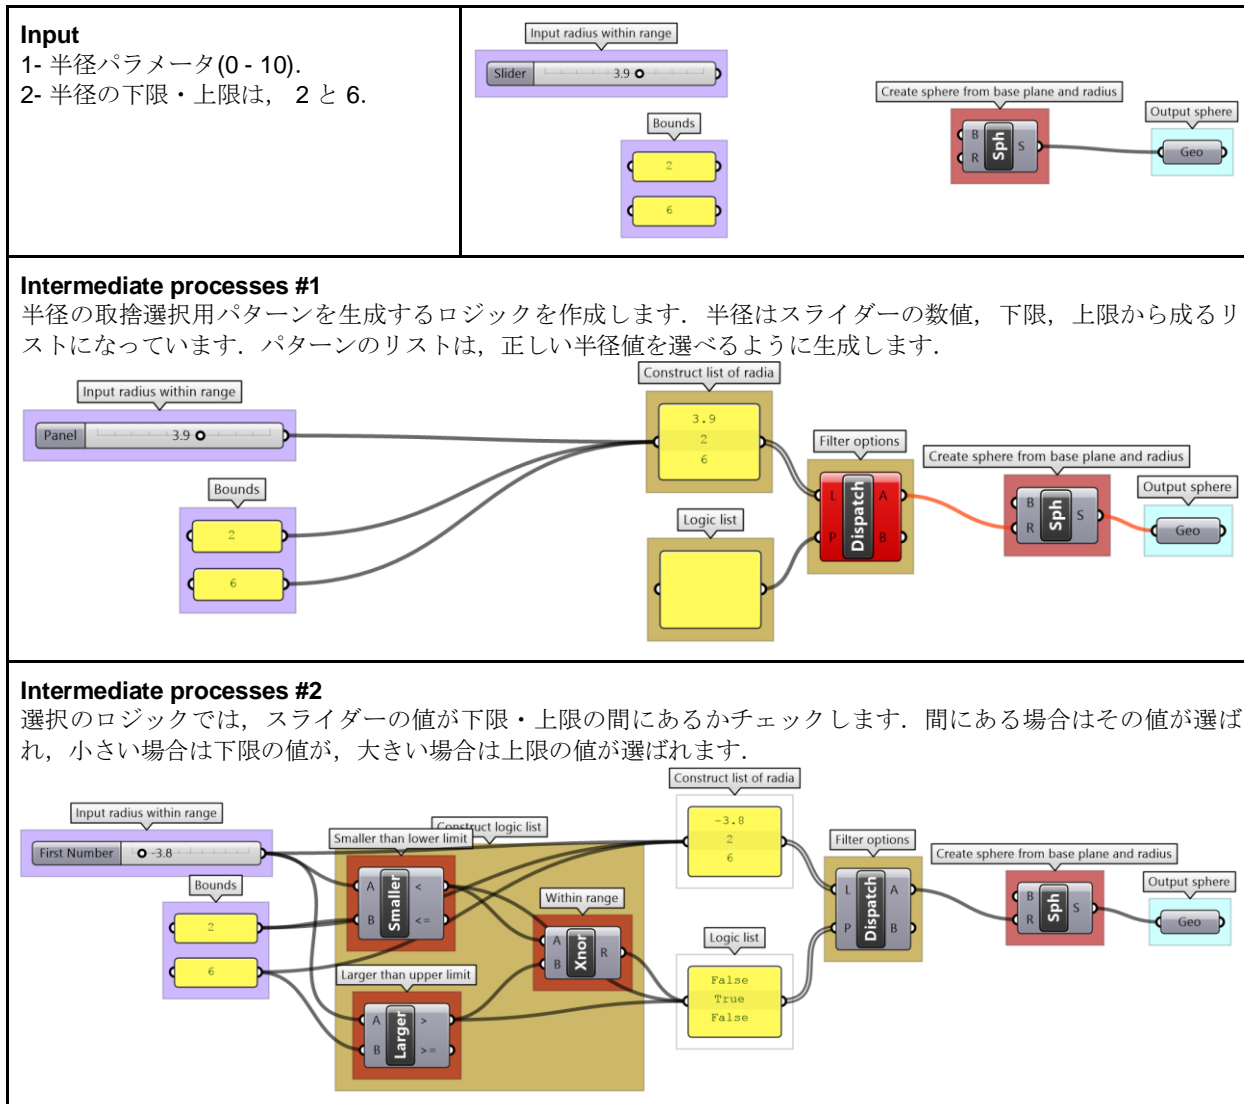 Input
1- 半径パラメータ(0 - 10).
2- 半径の下限・上限は，2 と 6.
Input radius within range
Slider
3.9
Bounds
2
6
Create sphere from base plane and radius
B
R
Sph
S
Output sphere
Geo
Intermediate processes #1
半径の取捨選択用パターンを生成するロジックを作成します．半径はスライダーの数値，下限，上限から成るリ
ストになっています．パターンのリストは，正しい半径値を選べるように生成します．
Input radius within range
Panel
3.9
Bounds
2
6
Construct list of radia
3.9
2
6
Logic list
Filter options
L
P
Dispatch
A
B
Create sphere from base plane and radius
B
R
Sph
S
Output sphere
Geo
Intermediate processes #2
選択のロジックでは，スライダーの値が下限・上限の間にあるかチェックします．間にある場合はその値が選ば
れ，小さい場合は下限の値が，大きい場合は上限の値が選ばれます．
Input radius within range
First Number
-3.8
Bounds
2
6
Construct logic list
Smaller than lower limit
A
B
Smaller
<
<=
Larger than upper limit
A
B
Larger
>
>=
Within range
A
B
Xnor
R
Construct list of radia
-3.8
2
6
Logic list
False
True
False
Filter options
L
P
Dispatch
A
B
Create sphere from base plane and radius
B
R
Sph
S
Output sphere
Geo